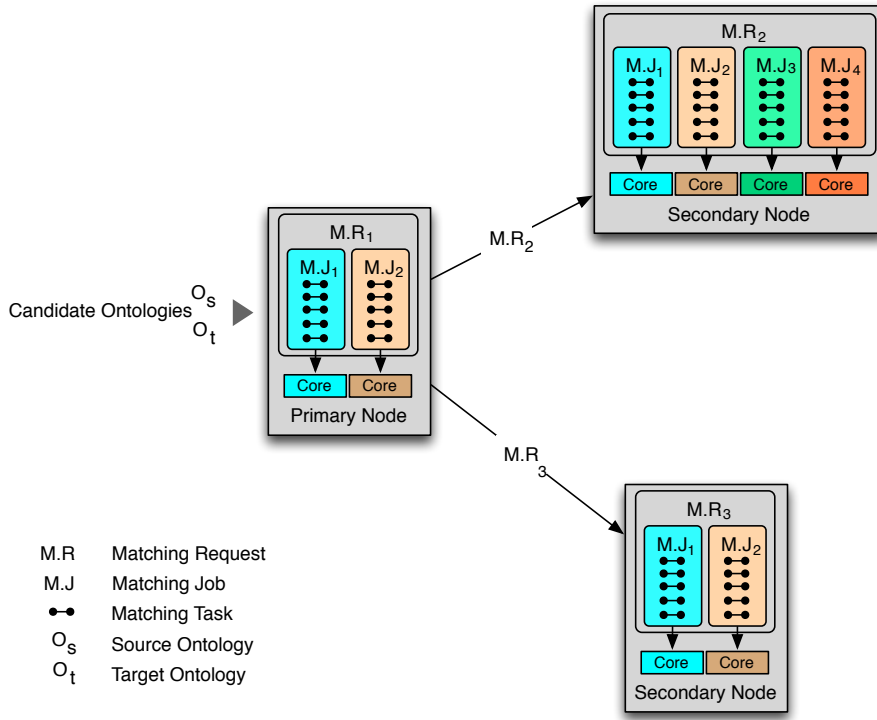 M.R₂
M.J₁ M.J₂ M.J₃ M.J₄
Core Core Core Core
Secondary Node
M.R₂
M.R₁
M.J₁ M.J₂
Core Core
Primary Node
Candidate Ontologies Oₛ
Oₜ
M.R₃
M.R₃
M.J₁ M.J₂
Core Core
Secondary Node
M.R Matching Request
M.J Matching Job
Matching Task
Oₛ Source Ontology
Oₜ Target Ontology